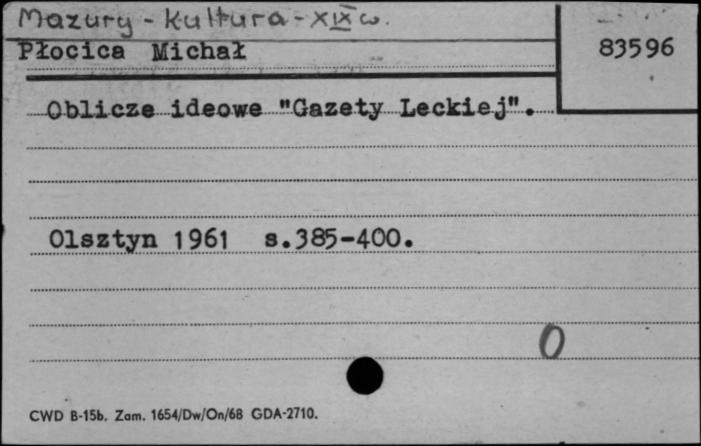 Mazury - Kultura - XIX w.
Płocica Michał
83596
Oblicze ideowe "Gazety Leckiej".
Olsztyn 1961 s.385-400.
0
CWD B-15b. Zam. 1654/Dw/On/68 GDA-2710.